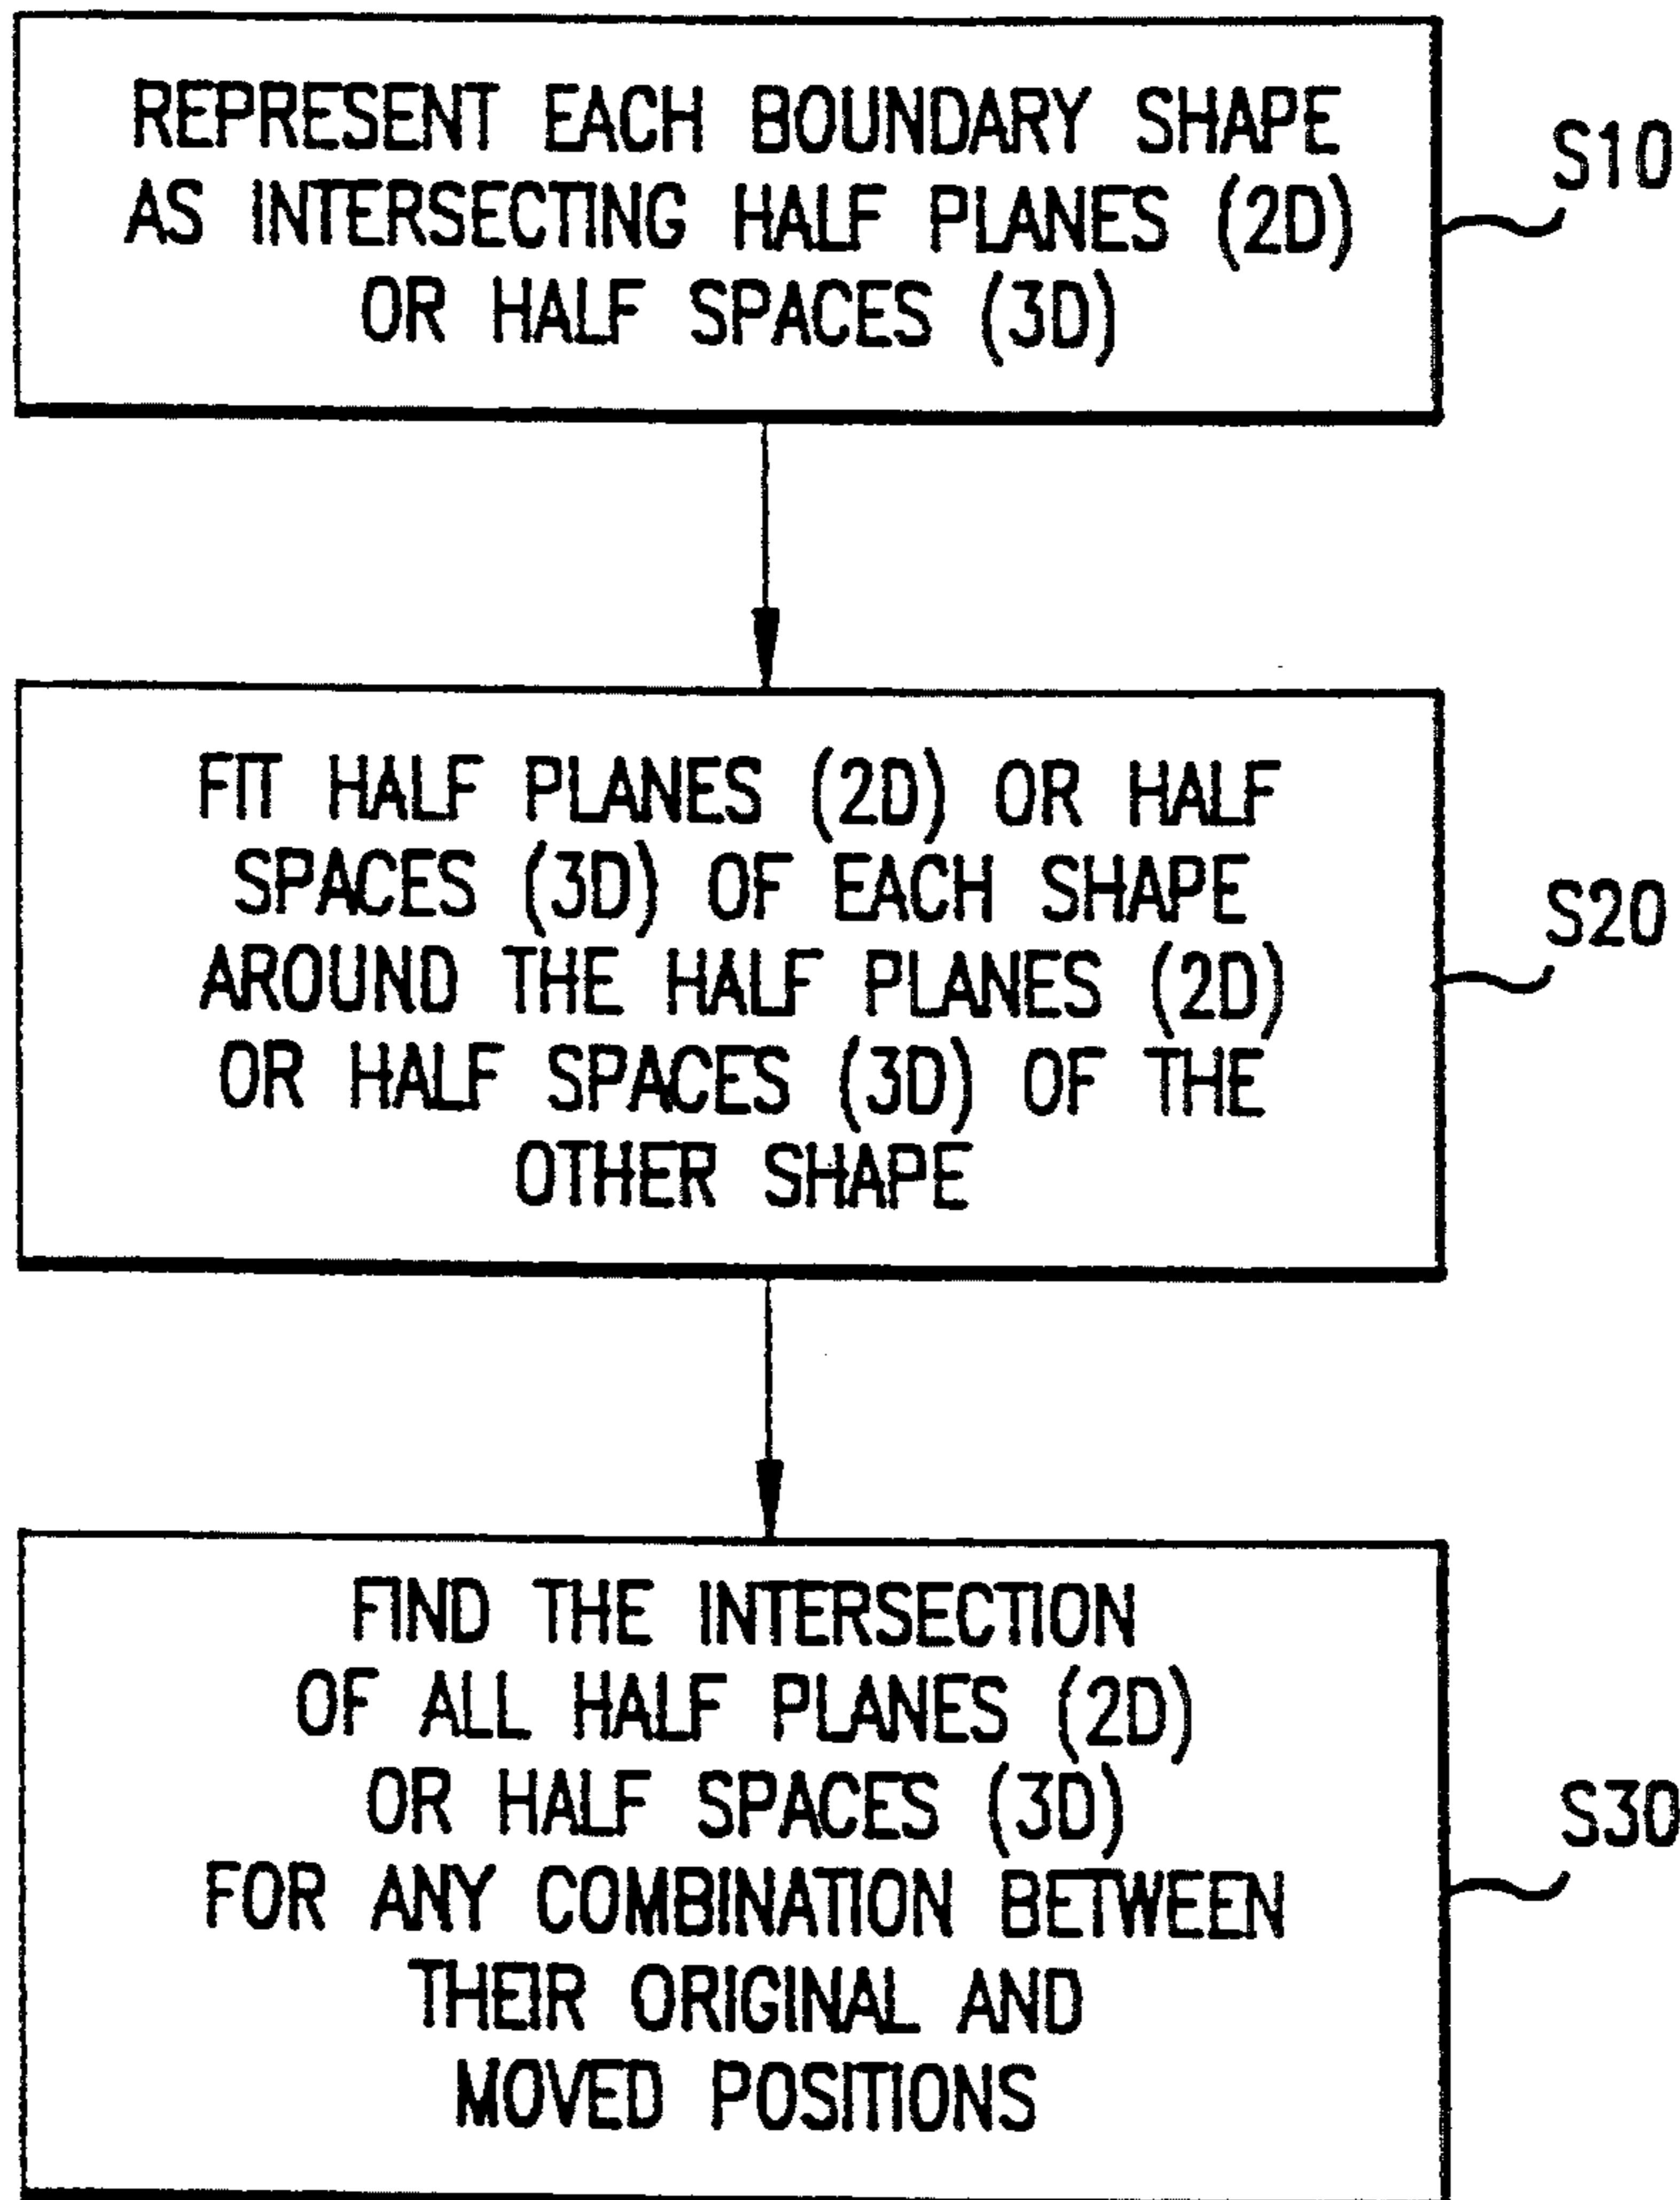 REPRESENT EACH BOUNDARY SHAPE
AS INTERSECTING HALF PLANES (2D)
OR HALF SPACES (3D)
S10
FIT HALF PLANES (2D) OR HALF
SPACES (3D) OF EACH SHAPE
AROUND THE HALF PLANES (2D)
OR HALF SPACES (3D) OF THE
OTHER SHAPE
S20
FIND THE INTERSECTION
OF ALL HALF PLANES (2D)
OR HALF SPACES (3D)
FOR ANY COMBINATION BETWEEN
THEIR ORIGINAL AND
MOVED POSITIONS
S30